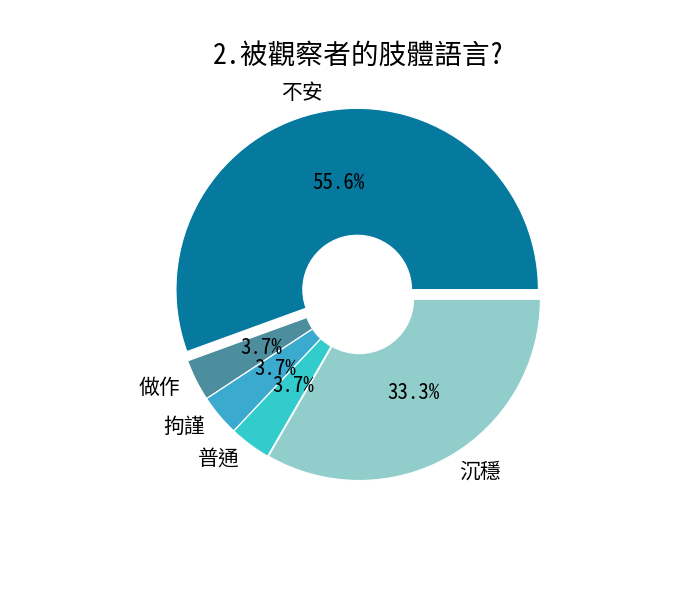 2.被觀察者的肢體語言?
不安
55.6%
3.7%
3.7%
3.7%
做作
拘謹
普通
33.3%
沉穩